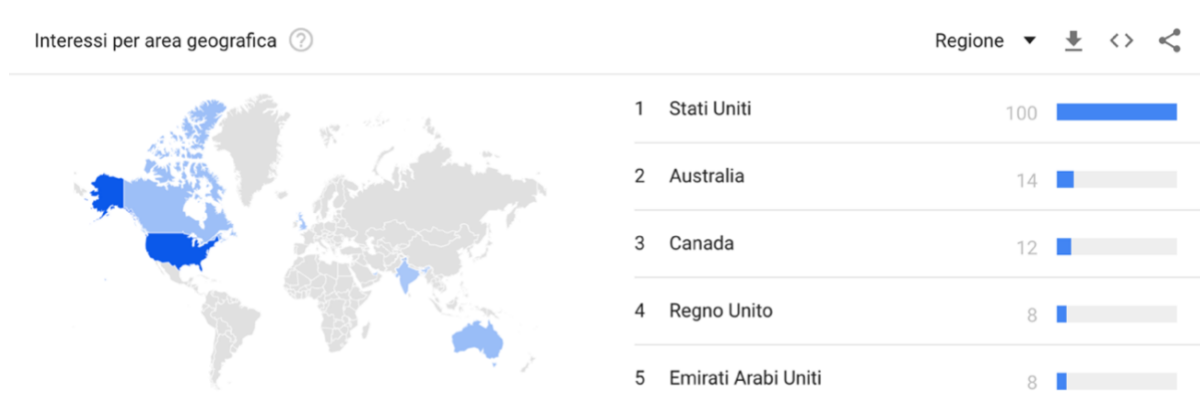 Interessi per area geografica ?
Regione
1 Stati Uniti 100
2 Australia 14
3 Canada 12
4 Regno Unito 8
5 Emirati Arabi Uniti 8